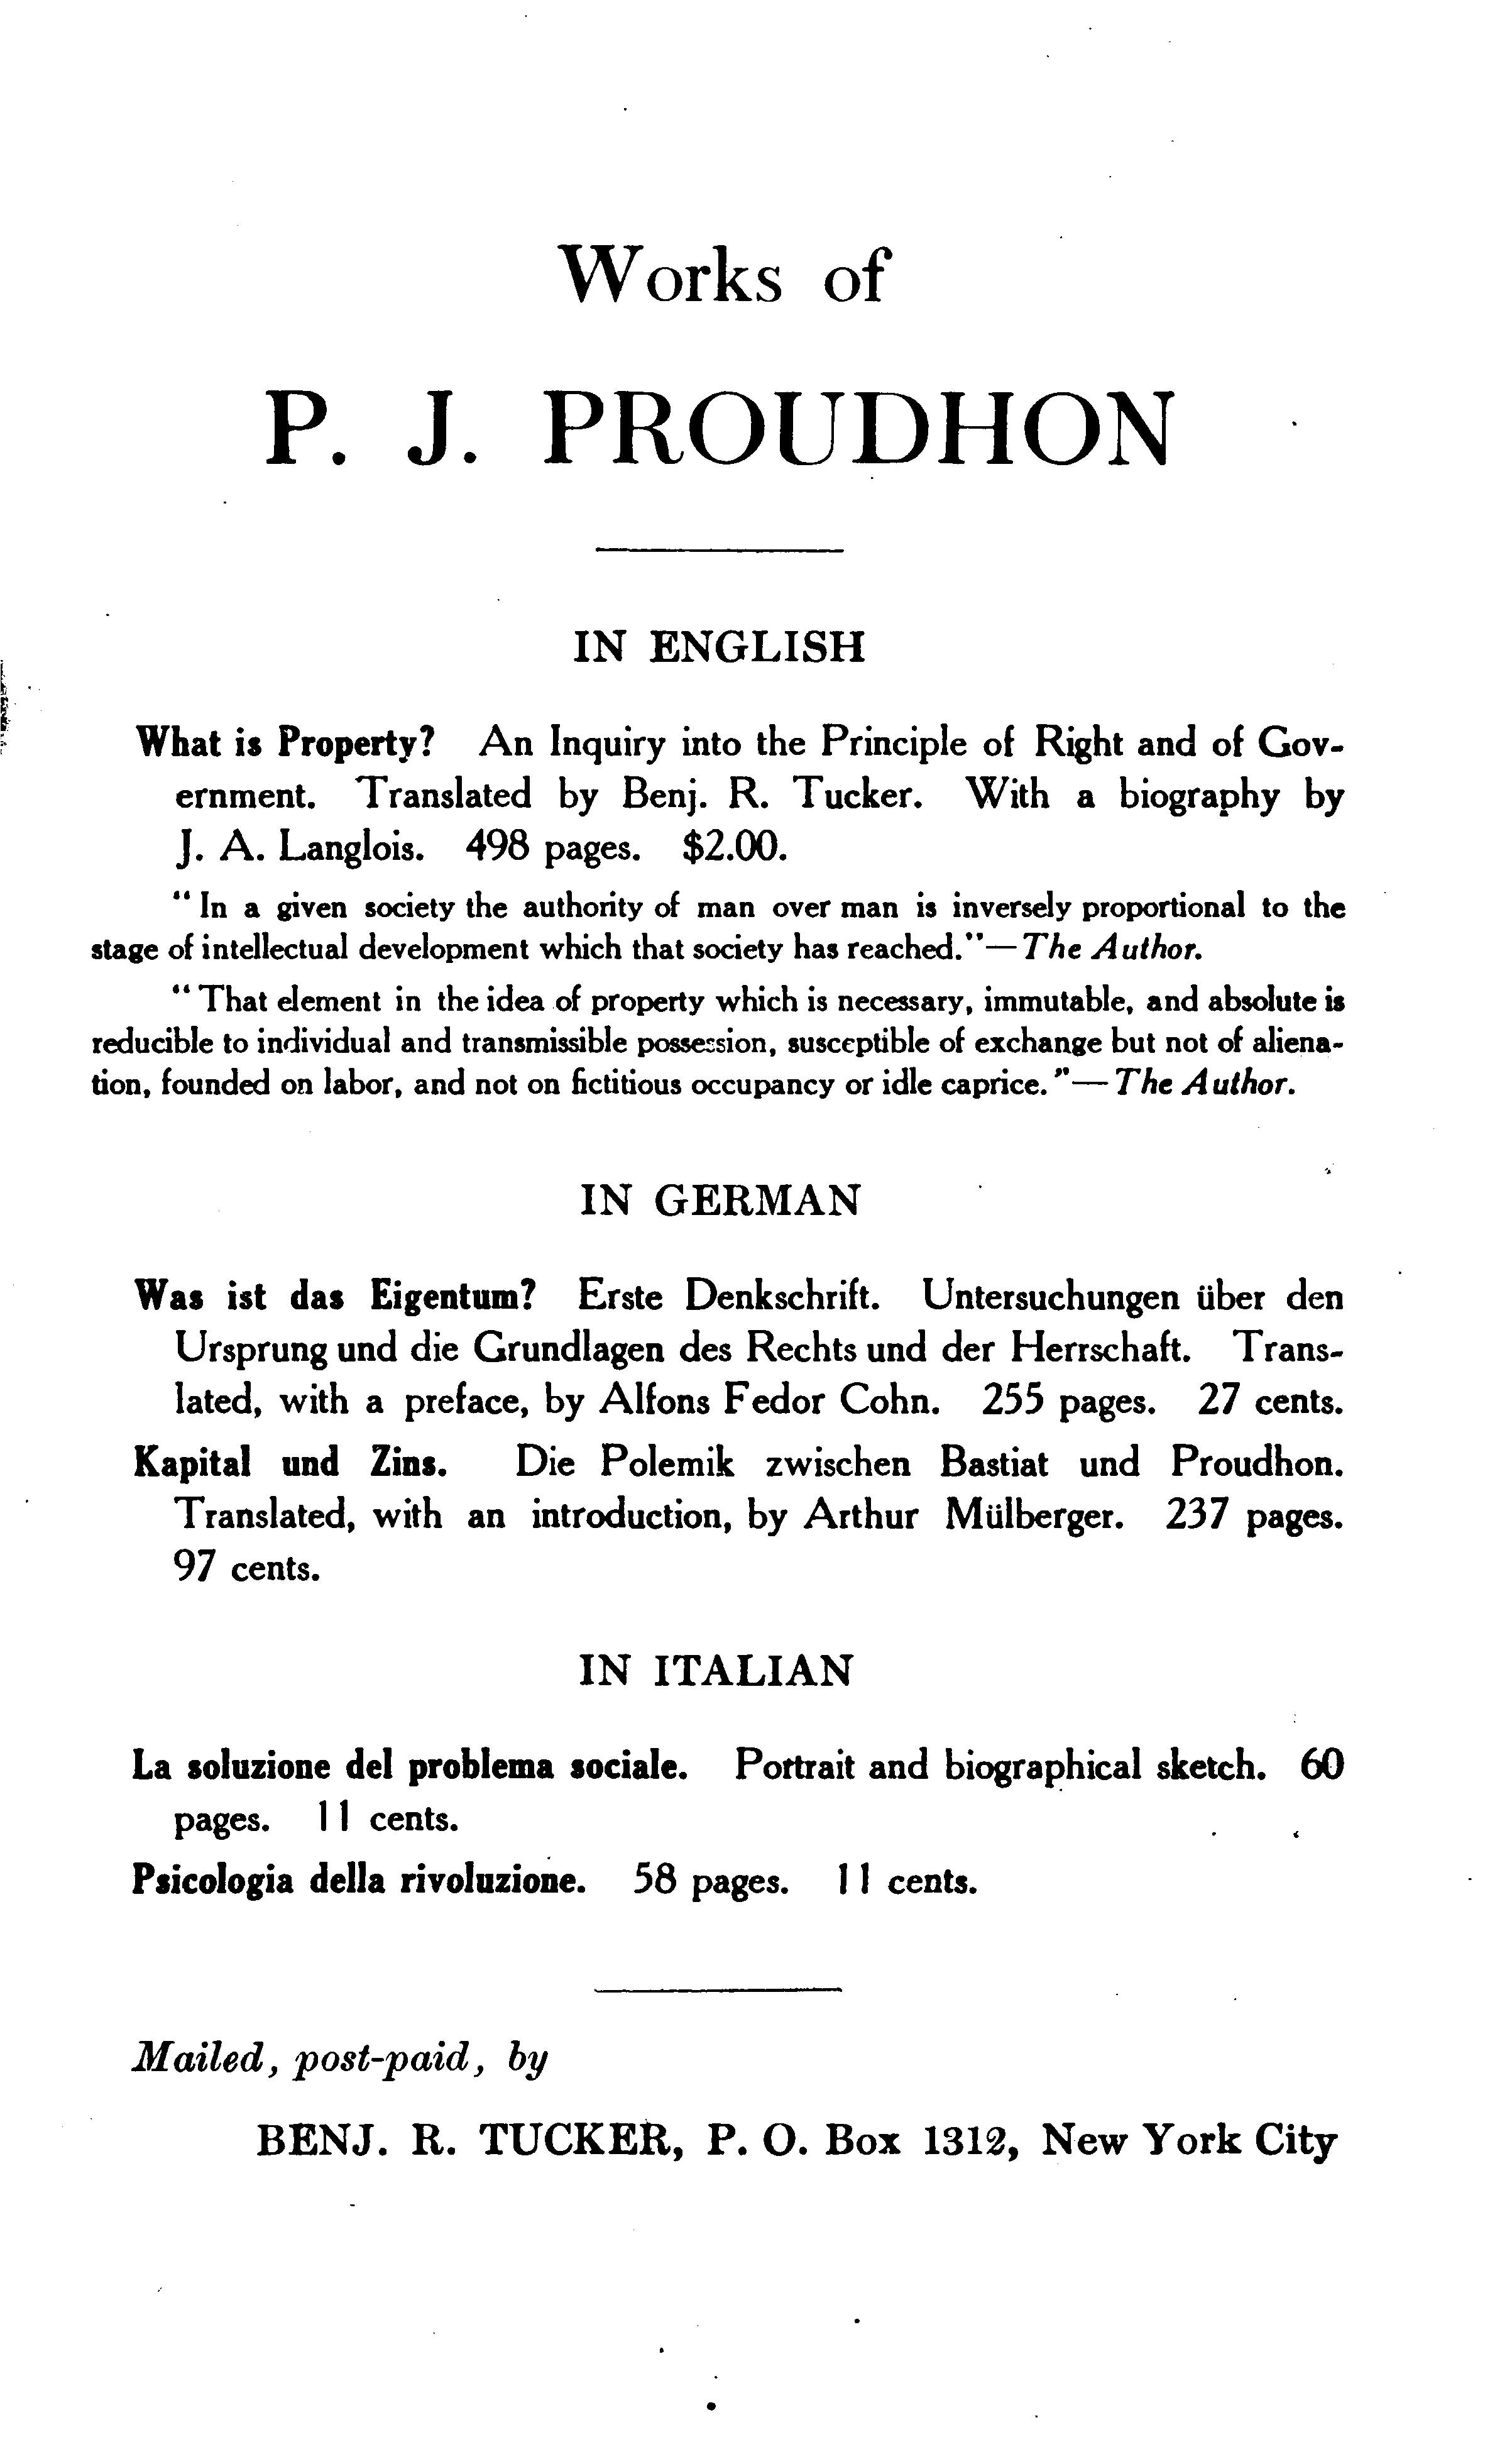 Works of
P. J. PROUDHON
IN ENGLISH
What is Property? An Inquiry into the Principle of Right and of Gov-
ernment. Translated by Benj. R. Tucker. With a biography by
J. A. Langlois. 498 pages. $2.00.
"In a given society the authority of man over man is inversely proportional to the
stage of intellectual development which that society has reached."—The Author.
"That element in the idea of property which is necessary, immutable, and absolute is
reducible to individual and transmissible possession, susceptible of exchange but not of aliena-
tion, founded on labor, and not on fictitious occupancy or idle caprice."—The Author.
IN GERMAN
Was ist das Eigentum? Erste Denkschrift. Untersuchungen über den
Ursprung und die Grundlagen des Rechts und der Herrschaft. Trans-
lated, with a preface, by Alfons Fedor Cohn. 255 pages. 27 cents.
Kapital und Zins. Die Polemik zwischen Bastiat und Proudhon.
Translated, with an introduction, by Arthur Mülberger. 237 pages.
97 cents.
IN ITALIAN
La soluzione del problema sociale. Portrait and biographical sketch. 60
pages. 11 cents.
Psicologia della rivoluzione. 58 pages. 11 cents.
Mailed, post-paid, by
BENJ. R. TUCKER, P. O. Box 1312, New York City